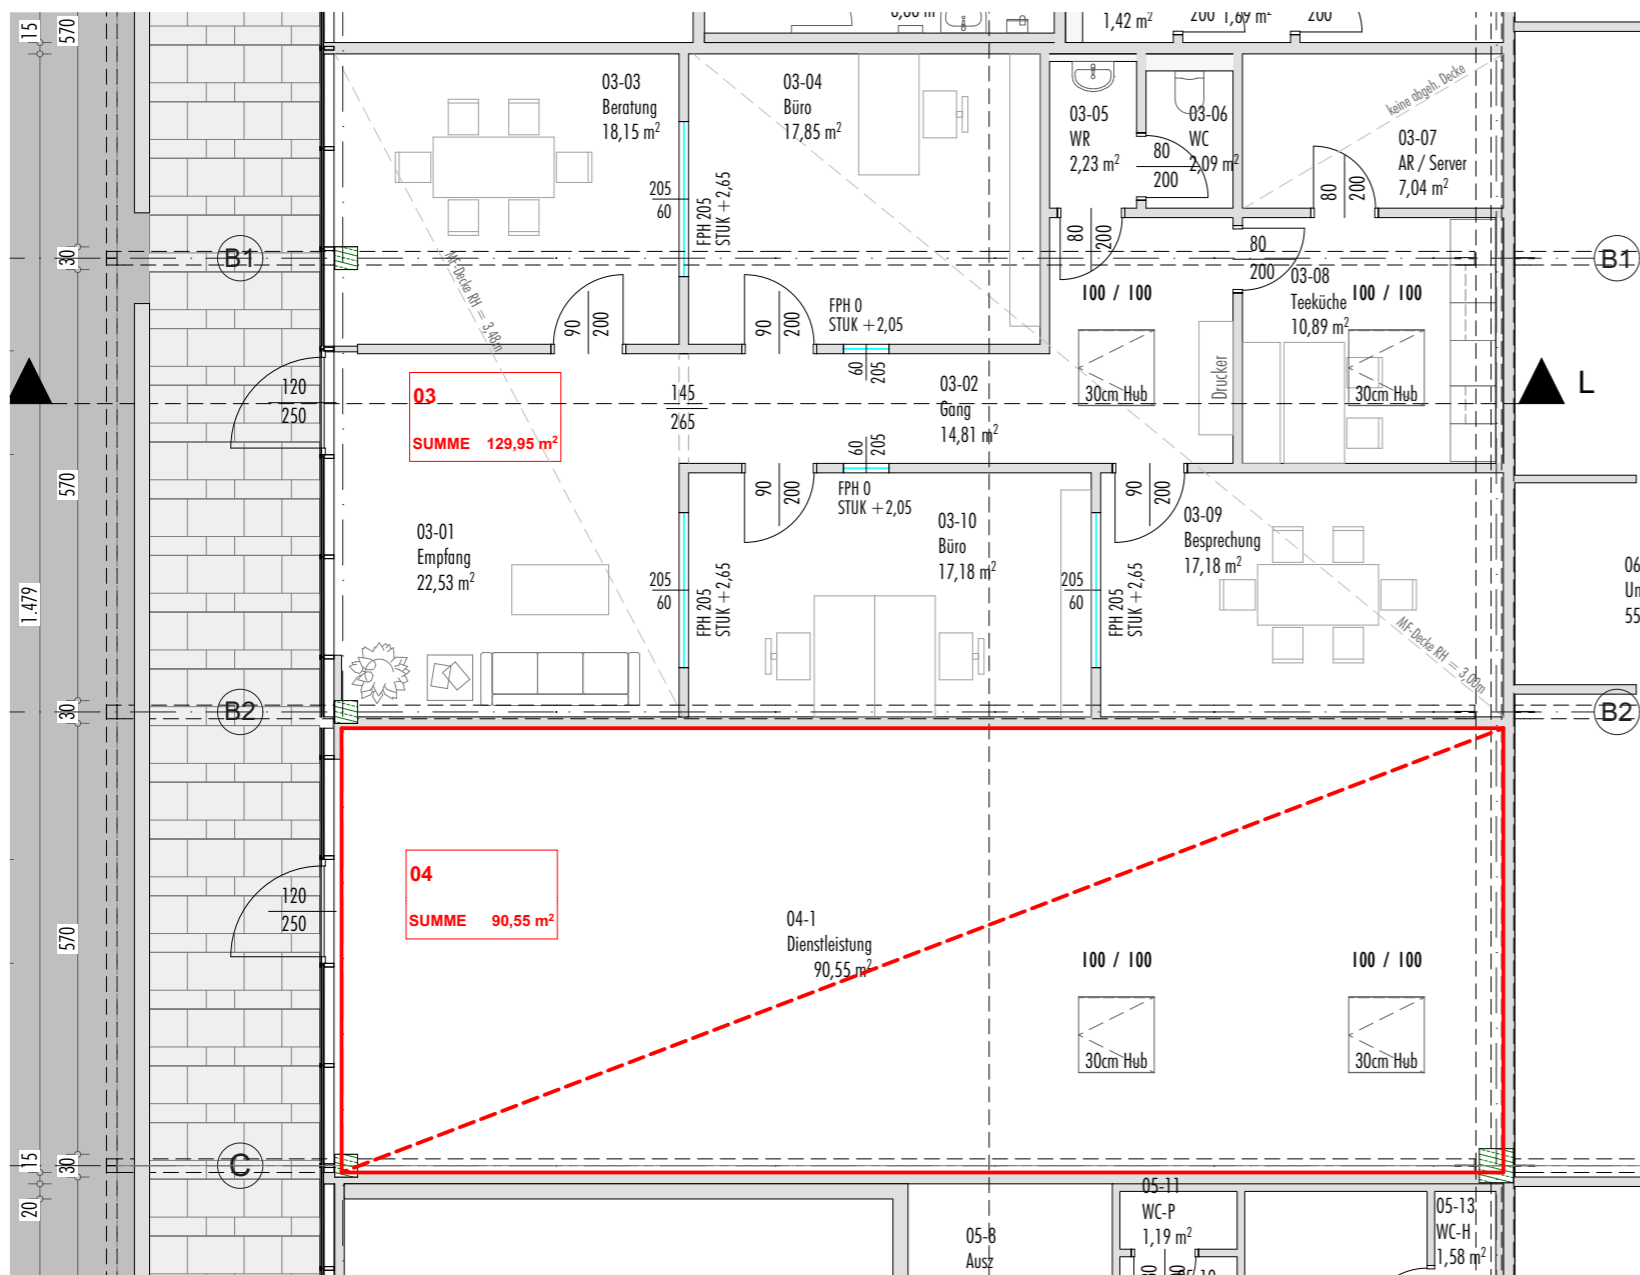 15
570
1,42 m²
200
1,69 m²
200
03-03
Beratung
18,15 m²
03-04
Büro
17,85 m²
03-05
WR
2,23 m²
03-06
WC
2,09 m²
80
200
keine abgeh. Decke
03-07
AR / Server
7,04 m²
205
60
FPH 205
STUK +2,65
80
200
80
200
80
200
30
B1
B1
MF-Decke RH = 3,48m
03-08
Teeküche
10,89 m²
100 / 100
100 / 100
90
200
90
200
FPH 0
STUK +2,05
60
205
30cm Hub
30cm Hub
Drucker
120
250
03
SUMME 129,95 m²
145
265
03-02
Gang
14,81 m²
L
60
205
570
1.479
90
200
FPH 0
STUK +2,05
90
200
03-01
Empfang
22,53 m²
03-10
Büro
17,18 m²
03-09
Besprechung
17,18 m²
205
60
FPH 205
STUK +2,65
205
60
FPH 205
STUK +2,65
MF-Decke RH = 3,00m
06
Un
55
30
B2
B2
120
250
04
SUMME 90,55 m²
04-1
Dienstleistung
90,55 m²
570
100 / 100
100 / 100
30cm Hub
30cm Hub
15
30
C
20
05-8
Ausz
05-11
WC-P
1,19 m²
05-13
WC-H
1,58 m²